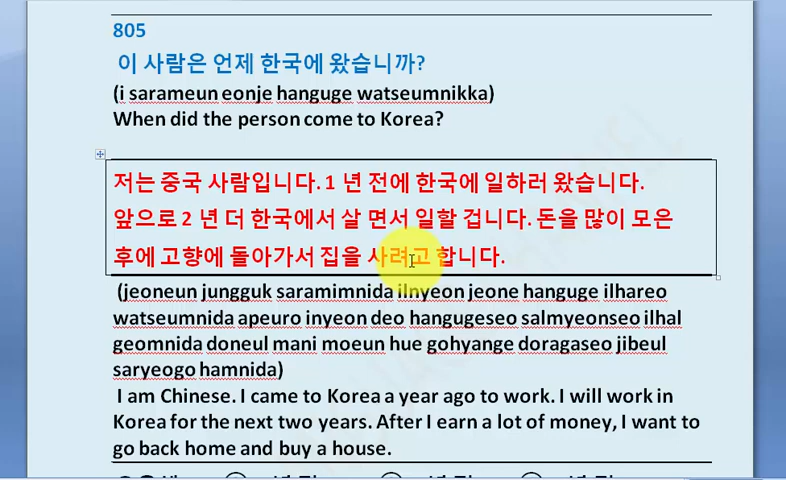 805
이 사람은 언제 한국에 왔습니까?
(i sarameun eonje hanguge watseumnikka)
When did the person come to Korea?
저는 중국 사람입니다. 1 년 전에 한국에 일하러 왔습니다.
앞으로 2 년 더 한국에서 살 면서 일할 겁니다. 돈을 많이 모은
후에 고향에 돌아가서 집을 사려고 합니다.
(jeoneun jungguk saramimnida ilnyeon jeone hanguge ilhareo
watseumnida apeuro inyeon deo hangugeseo salmyeonseo ilhal
geomnida doneul mani moeun hue gohyange doragaseo jibeul
saryeogo hamnida)
I am Chinese. I came to Korea a year ago to work. I will work in
Korea for the next two years. After I earn a lot of money, I want to
go back home and buy a house.